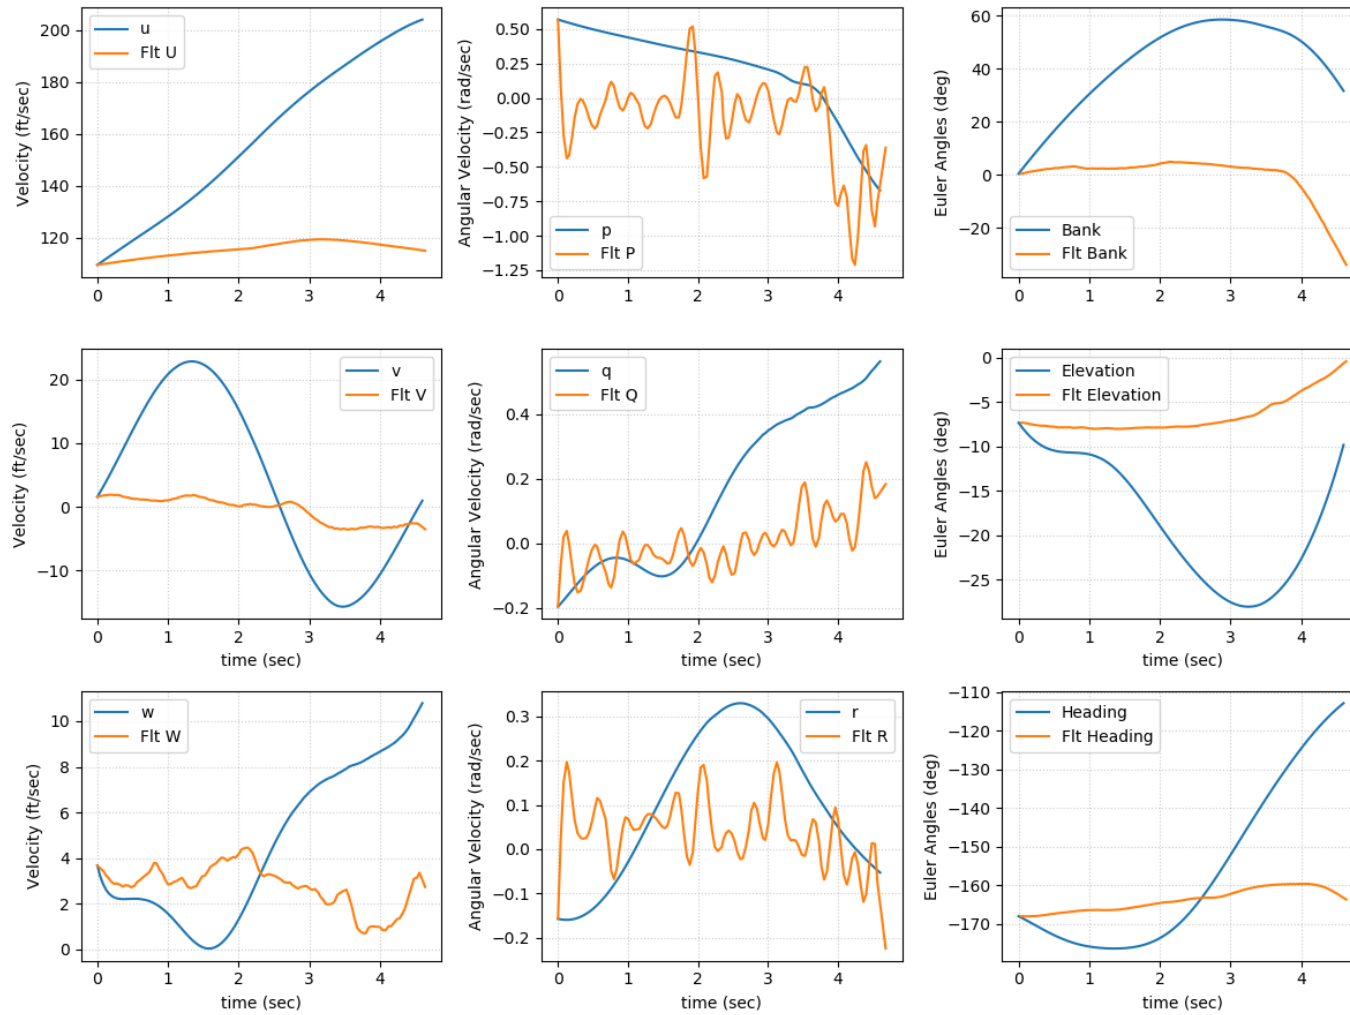 Velocity (ft/sec)
200
180
160
140
120
u
Flt U
0
1
2
3
4
Angular Velocity (rad/sec)
0.50
0.25
0.00
−0.25
−0.50
−0.75
−1.00
−1.25
p
Flt P
0
1
2
3
4
Euler Angles (deg)
60
40
20
0
−20
Bank
Flt Bank
0
1
2
3
4
Velocity (ft/sec)
20
10
0
−10
v
Flt V
0
1
2
3
4
time (sec)
Angular Velocity (rad/sec)
0.4
0.2
0.0
−0.2
q
Flt Q
0
1
2
3
4
time (sec)
Euler Angles (deg)
0
−5
−10
−15
−20
−25
Elevation
Flt Elevation
0
1
2
3
4
time (sec)
Velocity (ft/sec)
10
8
6
4
2
0
w
Flt W
0
1
2
3
4
time (sec)
Angular Velocity (rad/sec)
0.3
0.2
0.1
0.0
−0.1
−0.2
r
Flt R
0
1
2
3
4
time (sec)
Euler Angles (deg)
−110
−120
−130
−140
−150
−160
−170
Heading
Flt Heading
0
1
2
3
4
time (sec)